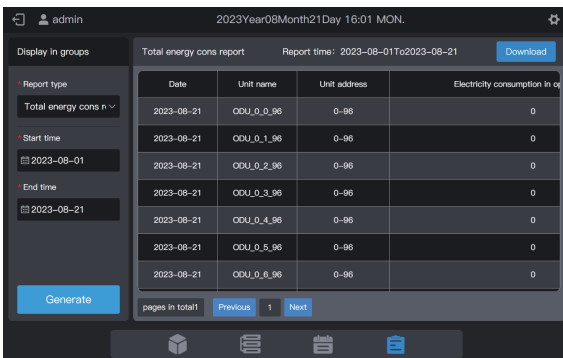 admin
2023Year08Month21Day 16:01 MON.
Display in groups
Total energy cons report
Report time: 2023-08-01To2023-08-21
Download
* Report type
Total energy cons r
* Start time
2023-08-01
* End time
2023-08-21
Generate
Date Unit name Unit address Electricity consumption in op
2023-08-21 ODU_0_0_96 0-96 0
2023-08-21 ODU_0_1_96 0-96 0
2023-08-21 ODU_0_2_96 0-96 0
2023-08-21 ODU_0_3_96 0-96 0
2023-08-21 ODU_0_4_96 0-96 0
2023-08-21 ODU_0_5_96 0-96 0
2023-08-21 ODU_0_6_96 0-96 0
pages in total1 Previous 1 Next